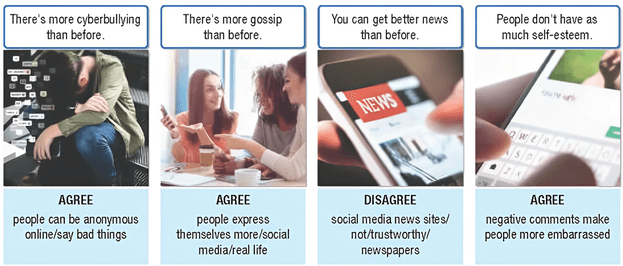 There's more cyberbullying
than before.
There's more gossip
than before.
You can get better news
than before.
People don't have as
much self-esteem.
NEWS
AGREE
people can be anonymous
online/say bad things
AGREE
people express
themselves more/social
media/real life
DISAGREE
social media news sites/
not/trustworthy/
newspapers
AGREE
negative comments make
people more embarrassed